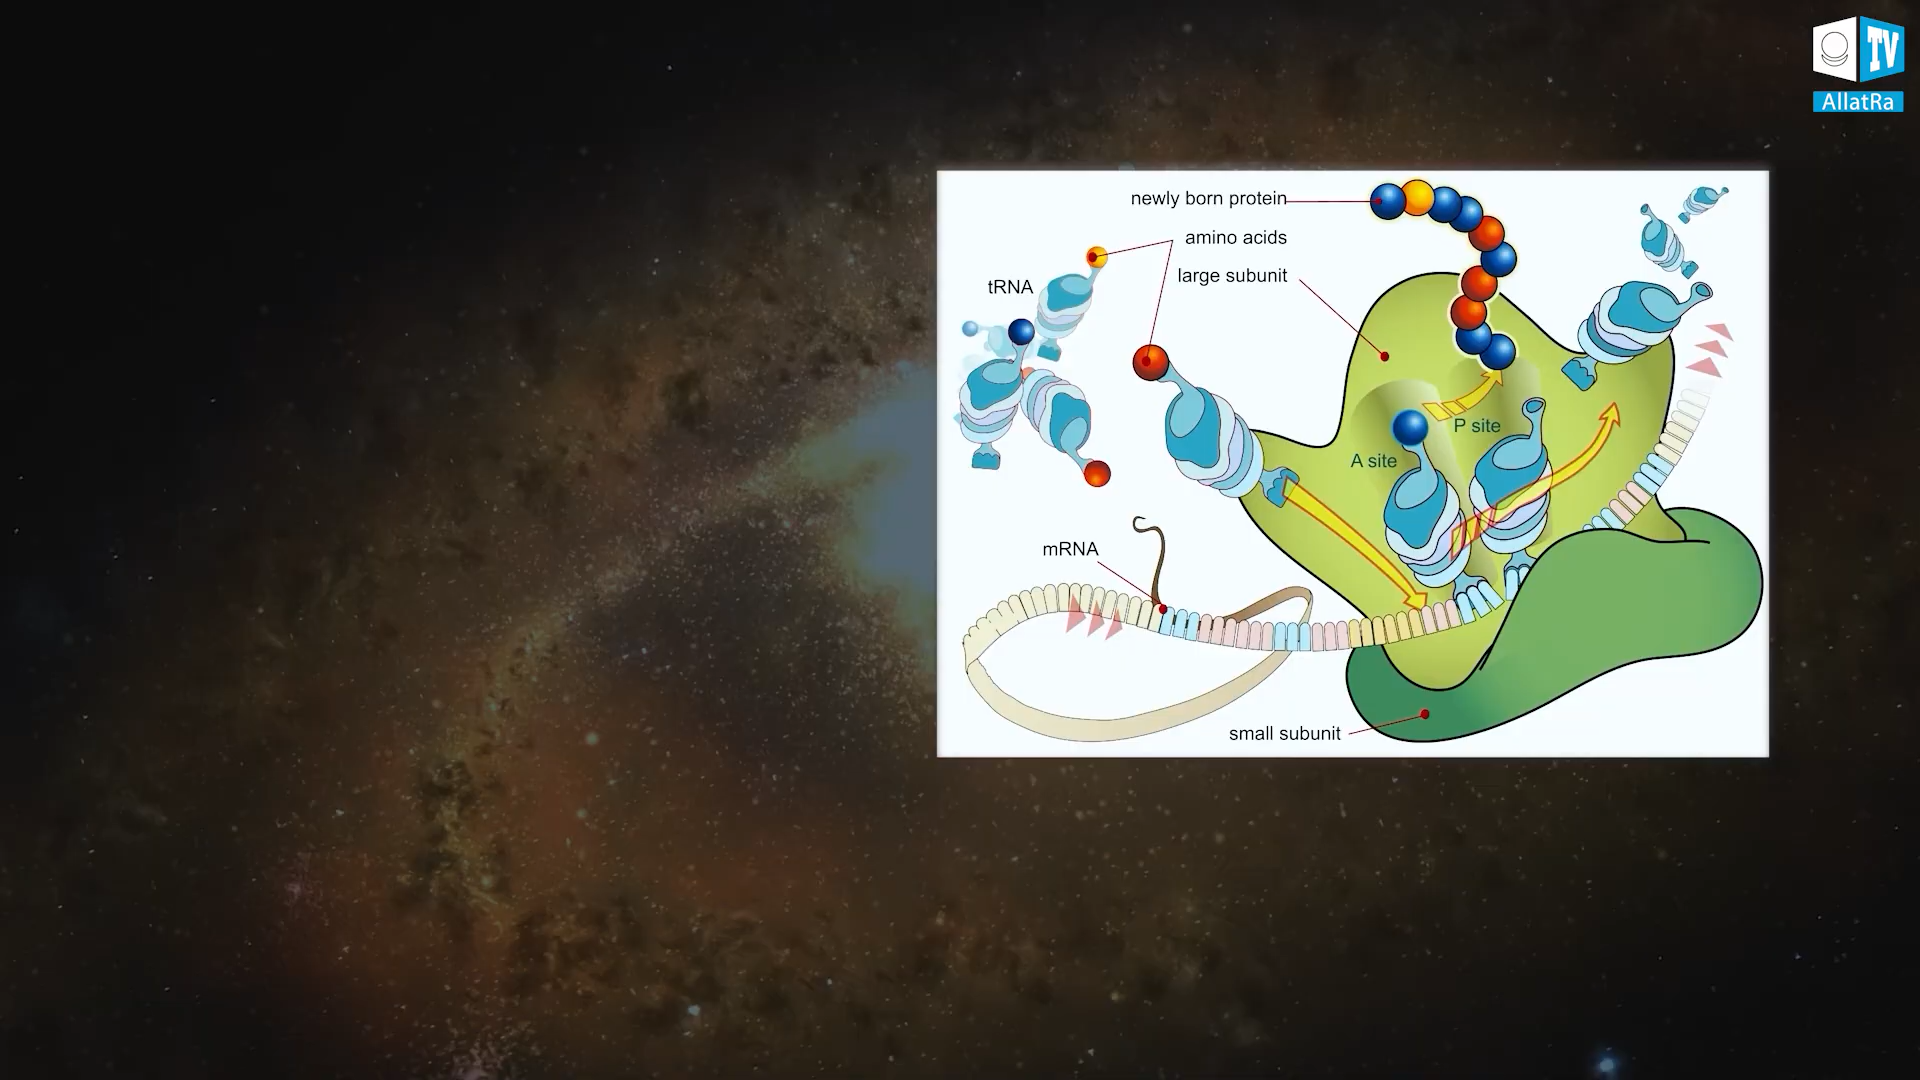 TV
AllatRa
newly born protein
amino acids
large subunit
tRNA
P site
A site
mRNA
small subunit